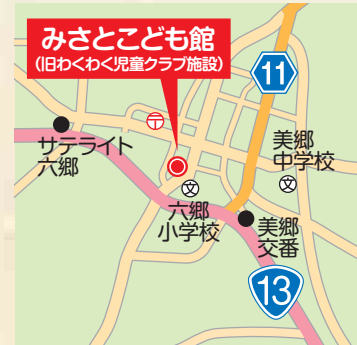 みさとこども館
(旧わくわく児童クラブ施設)
11
〒
サテライト
六郷
美郷
中学校
文
文
六郷
小学校
美郷
交番
13